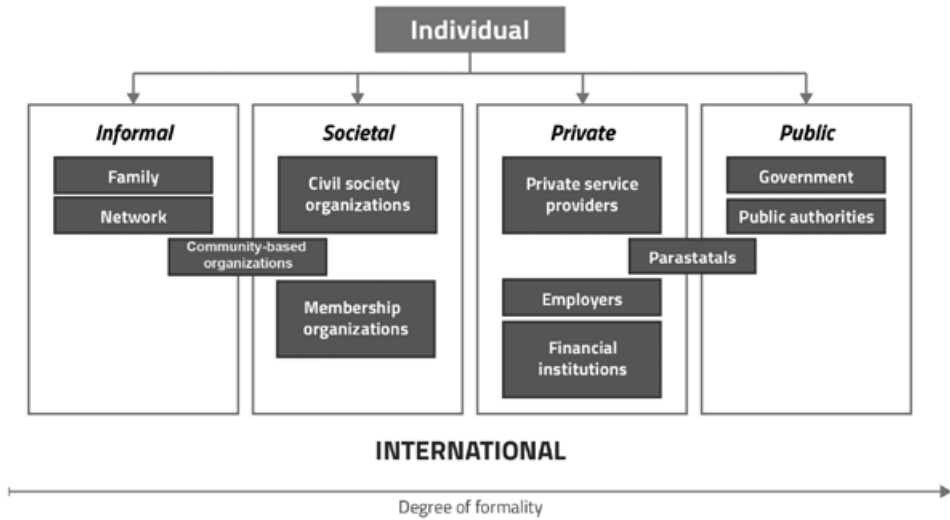 Individual
Informal
Family
Network
Community-based
organizations
Societal
Civil society
organizations
Membership
organizations
Private
Private service
providers
Employers
Financial
institutions
Parastatals
Public
Government
Public authorities
INTERNATIONAL
Degree of formality